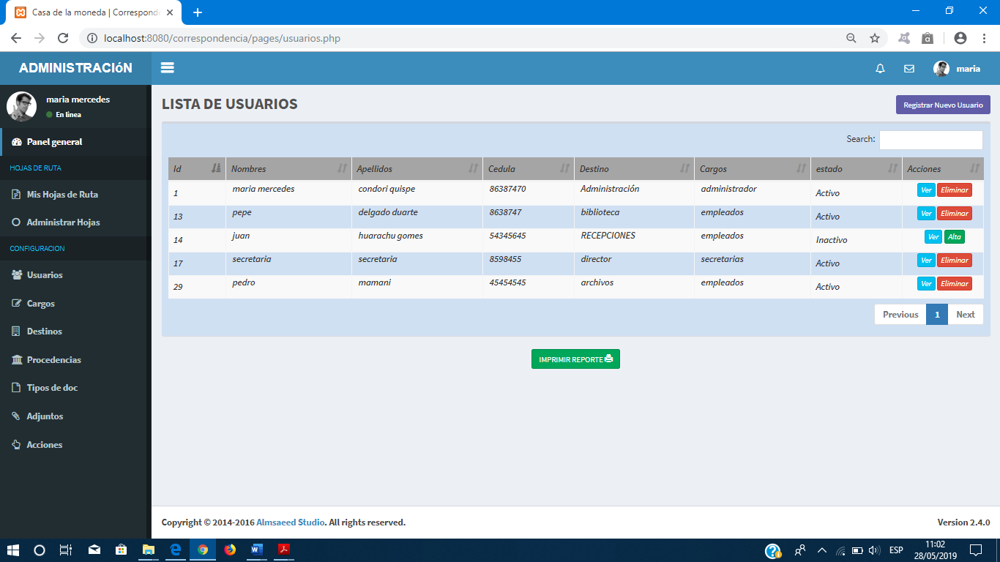 Casa de la moneda | Correspond
localhost:8080/correspondencia/pages/usuarios.php
ADMINISTRACIóN
maria
maria mercedes
En linea
Panel general
HOJAS DE RUTA
Mis Hojas de Ruta
Administrar Hojas
CONFIGURACION
Usuarios
Cargos
Destinos
Procedencias
Tipos de doc
Adjuntos
Acciones
LISTA DE USUARIOS
Registrar Nuevo Usuario
Search:
Id Nombres Apellidos Cedula Destino Cargos estado Acciones
1 maria mercedes condori quispe 86387470 Administración administrador Activo Ver Eliminar
13 pepe delgado duarte 8638747 biblioteca empleados Activo Ver Eliminar
14 juan huarachu gomes 54345645 RECEPCIONES empleados Inactivo Ver Alta
17 secretaria secretaria 8598455 director secretarias Activo Ver Eliminar
29 pedro mamani 45454545 archivos empleados Activo Ver Eliminar
Previous 1 Next
IMPRIMIR REPORTE
Copyright © 2014-2016 Almsaeed Studio. All rights reserved.
Version 2.4.0
ESP
11:02
28/05/2019